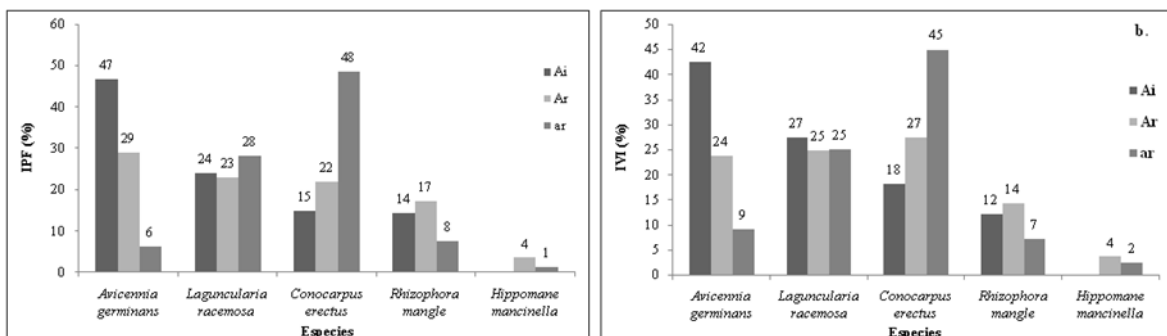 60
50
40
30
20
10
0
IPF (%)
47
29
6
24
23
28
15
22
48
14
17
8
4
1
Ai
Ar
ar
Avicennia germinans
Laguncularia racemosa
Conocarpus erectus
Rhizophora mangle
Hippomane mancinella
Especies
b.
50
45
40
35
30
25
20
15
10
5
0
IVI (%)
42
24
9
27
25
25
18
27
45
12
14
7
4
2
Ai
Ar
ar
Avicennia germinans
Laguncularia racemosa
Conocarpus erectus
Rhizophora mangle
Hippomane mancinella
Especies